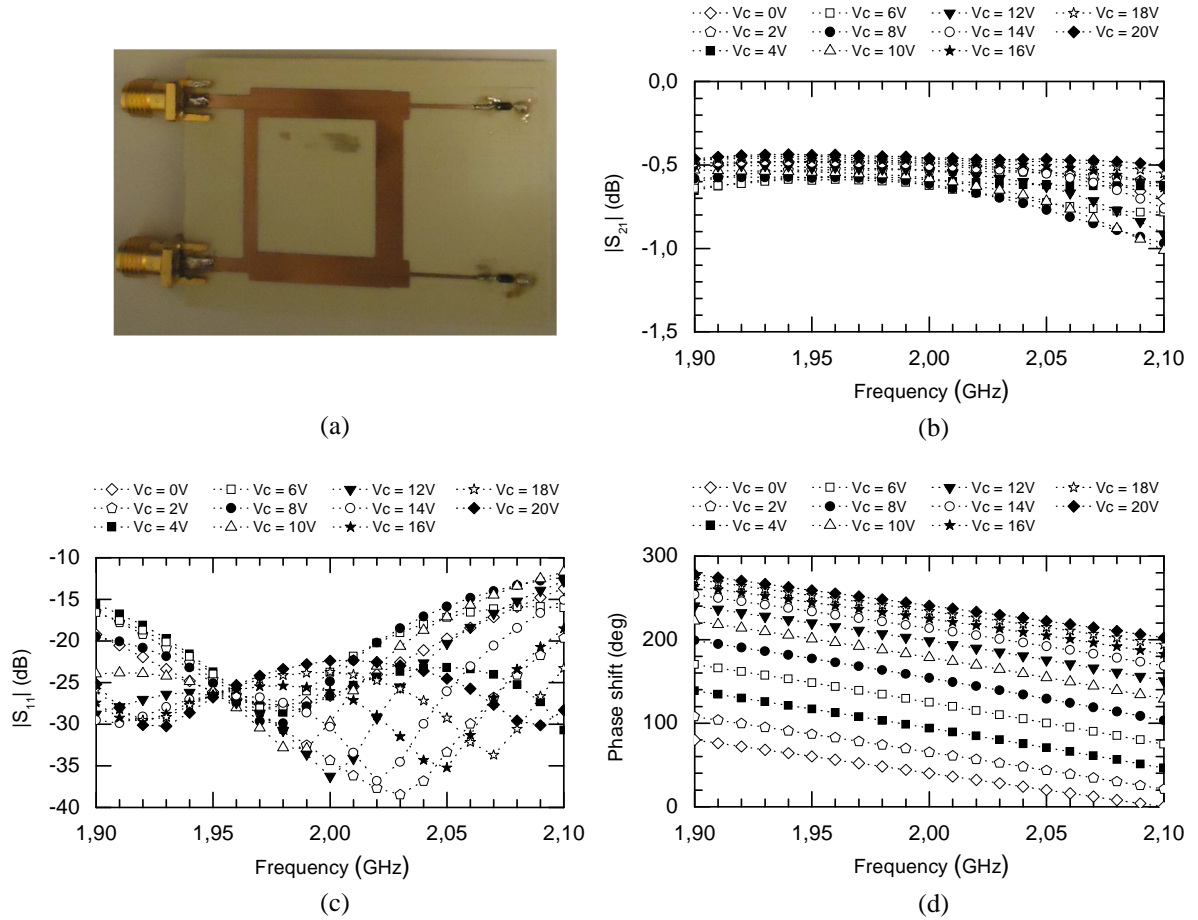 Vc = 0V Vc = 6V Vc = 12V Vc = 18V
Vc = 2V Vc = 8V Vc = 14V Vc = 20V
Vc = 4V Vc = 10V Vc = 16V
0,0
-0,5
-1,0
-1,5
|S21| (dB)
1,90 1,95 2,00 2,05 2,10
Frequency (GHz)
(a)
(b)
Vc = 0V Vc = 6V Vc = 12V Vc = 18V
Vc = 2V Vc = 8V Vc = 14V Vc = 20V
Vc = 4V Vc = 10V Vc = 16V
-10
-15
-20
-25
-30
-35
-40
|S11| (dB)
1,90 1,95 2,00 2,05 2,10
Frequency (GHz)
(c)
Vc = 0V Vc = 6V Vc = 12V Vc = 18V
Vc = 2V Vc = 8V Vc = 14V Vc = 20V
Vc = 4V Vc = 10V Vc = 16V
300
200
100
0
Phase shift (deg)
1,90 1,95 2,00 2,05 2,10
Frequency (GHz)
(d)